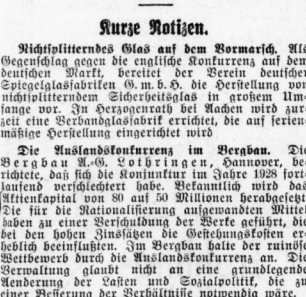 Kurze Notizen.
Nichtsplitterndes Glas auf dem Vormarsch. Als
Gegenschlag gegen die englische Konkurrenz auf dem
deutschen Markt, bereitet der Verein deutscher
Spiegelglasfabriken G. m. b. H. die Herstellung von
nichtsplitterndem Sicherheitsglas in großem Um-
fange vor. In Herzogenrath bei Aachen wird zur-
zeit eine Verbandglasfabrik errichtet, die auf serien-
mäßige Herstellung eingerichtet wird
Die Auslandskonkurrenz im Bergbau. Die
Bergbau A.-G. Lothringen, Hannover, be-
richtete, daß sich die Konjunktur im Jahre 1928 fort-
laufend verschlechtert habe. Bekanntlich wird das
Aktienkapital von 80 auf 50 Millionen herabgesetzt.
Die für die Rationalisierung aufgewandten Mittel
haben zu einer Verschuldung der Werke geführt, die
bei den hohen Zinssätzen die Gestehungskosten er-
heblich beeinflußten. Im Bergbau halte der ruinöse
Wettbewerb durch die Auslandskonkurrenz an. Die
Verwaltung glaubt nicht an eine grundlegende
Aenderung der Lasten und Sozialpolitik, die zu
einer Besserung der Verhältnisse notwendig wäre